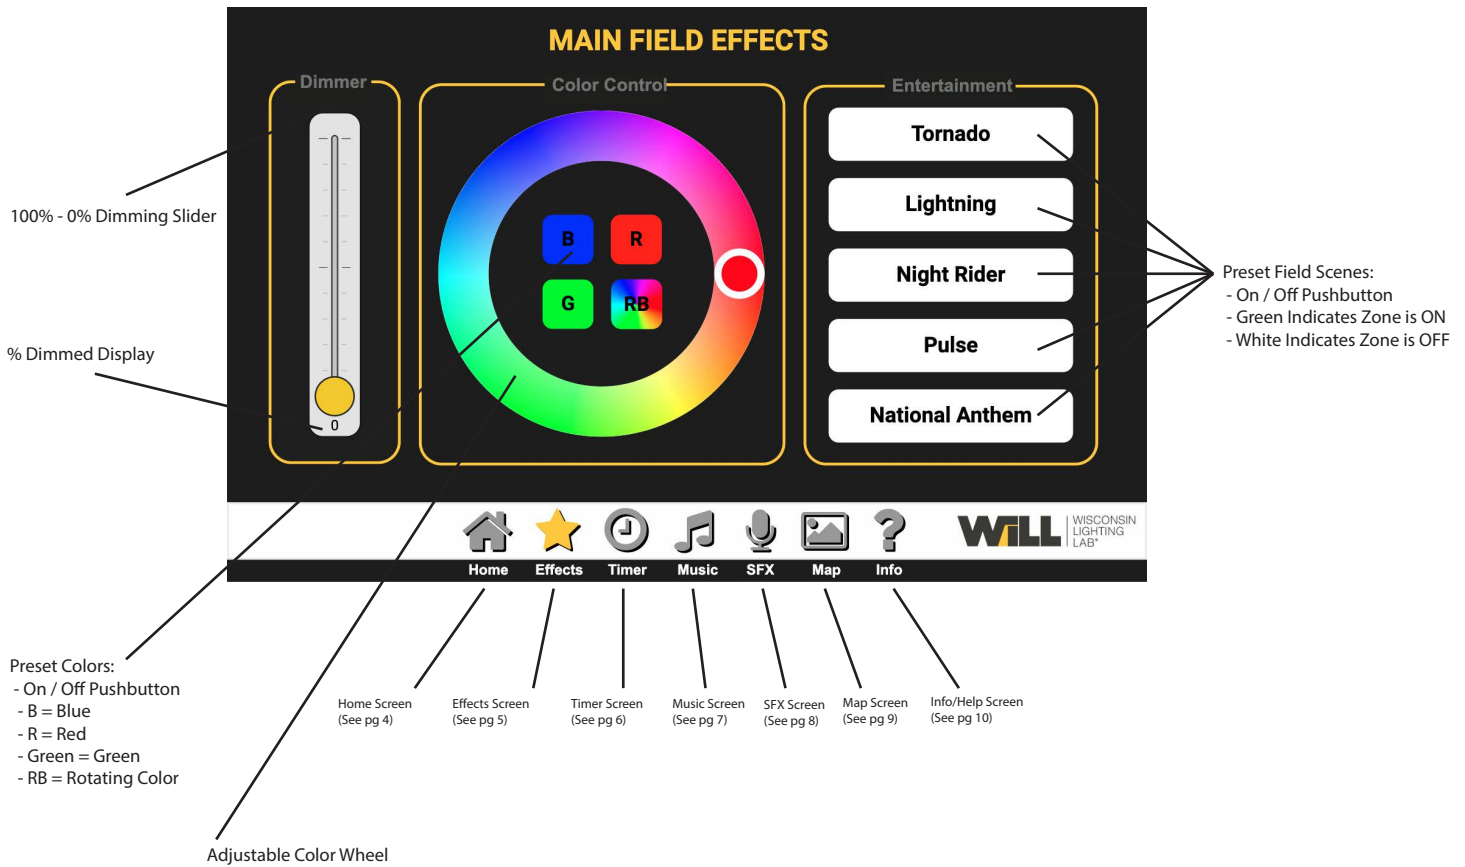 MAIN FIELD EFFECTS
Dimmer
Color Control
Entertainment
Tornado
Lightning
Night Rider
Pulse
National Anthem
B
R
G
RB
0
100% - 0% Dimming Slider
% Dimmed Display
Preset Field Scenes:
- On / Off Pushbutton
- Green Indicates Zone is ON
- White Indicates Zone is OFF
WiLL
WISCONSIN
LIGHTING
LAB®
Home
Effects
Timer
Music
SFX
Map
Info
Preset Colors:
- On / Off Pushbutton
- B = Blue
- R = Red
- Green = Green
- RB = Rotating Color
Home Screen
(See pg 4)
Effects Screen
(See pg 5)
Timer Screen
(See pg 6)
Music Screen
(See pg 7)
SFX Screen
(See pg 8)
Map Screen
(See pg 9)
Info/Help Screen
(See pg 10)
Adjustable Color Wheel